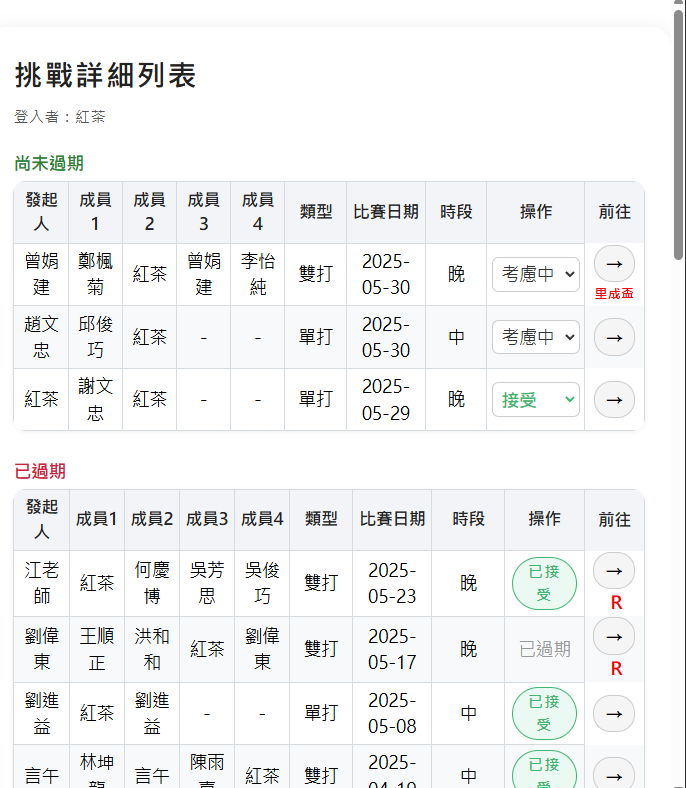 挑戰詳細列表
登入者：紅茶
尚未過期
發起人 成員1 成員2 成員3 成員4 類型 比賽日期 時段 操作 前往
曾娟建 鄭楓菊 紅茶 曾娟建 李怡純 雙打 2025-05-30 晚 考慮中 → 里成盃
趙文忠 邱俊巧 紅茶 - - 單打 2025-05-30 中 考慮中 →
紅茶 謝文忠 紅茶 - - 單打 2025-05-29 晚 接受 →
已過期
發起人 成員1 成員2 成員3 成員4 類型 比賽日期 時段 操作 前往
江老師 紅茶 何慶博 吳芳思 吳俊巧 雙打 2025-05-23 晚 已接受 → R
劉偉東 王順正 洪和和 紅茶 劉偉東 雙打 2025-05-17 晚 已過期 → R
劉進益 紅茶 劉進益 - - 單打 2025-05-08 中 已接受 →
言午 林坤 言午 陳雨 紅茶 雙打 2025- 中 已接受 →